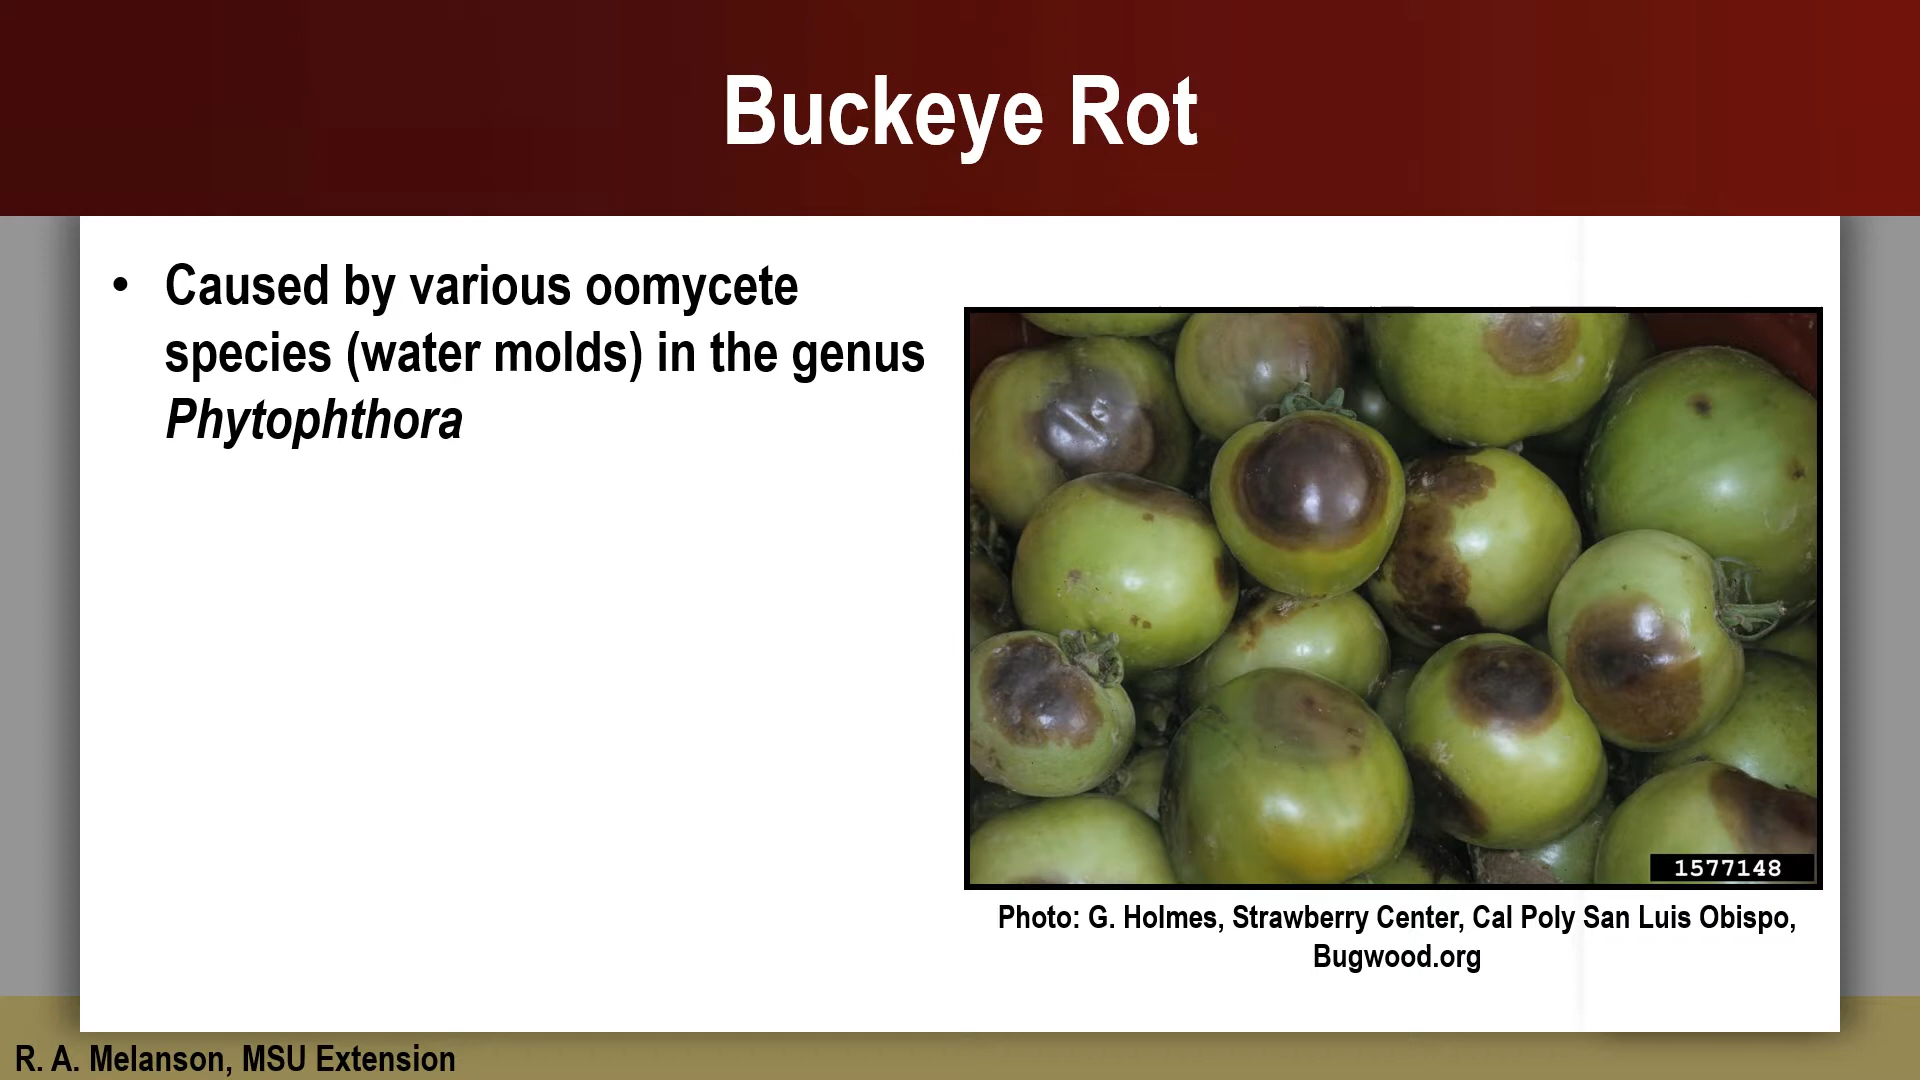 Buckeye Rot
• Caused by various oomycete
species (water molds) in the genus
Phytophthora
1577148
Photo: G. Holmes, Strawberry Center, Cal Poly San Luis Obispo,
Bugwood.org
R. A. Melanson, MSU Extension